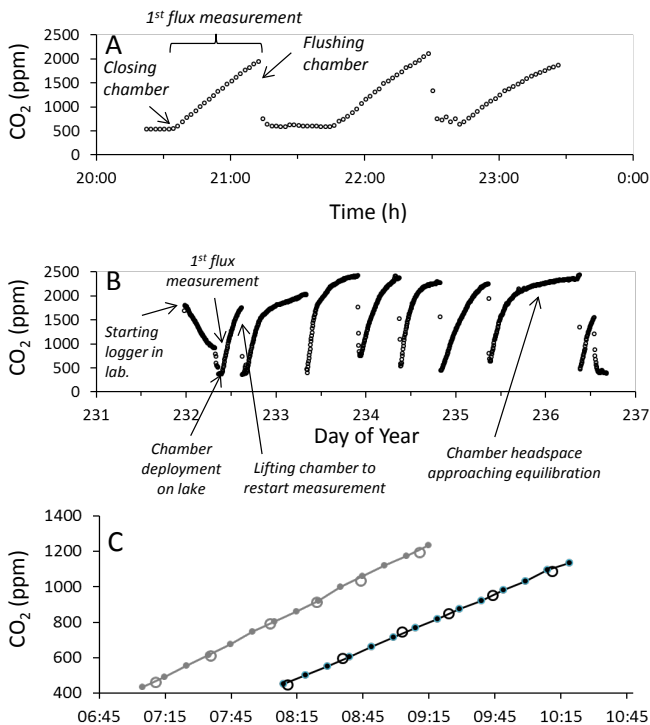 1st flux measurement
A
Closing
chamber
Flushing
chamber
CO2 (ppm)
2500
2000
1500
1000
500
0
20:00 21:00 22:00 23:00 0:00
Time (h)
B
1st flux
measurement
Starting
logger in
lab.
CO2 (ppm)
2500
2000
1500
1000
500
0
231 232 233 234 235 236 237
Day of Year
Chamber
deployment
on lake
Lifting chamber to
restart measurement
Chamber headspace
approaching equilibration
C
CO2 (ppm)
1400
1200
1000
800
600
400
06:45 07:15 07:45 08:15 08:45 09:15 09:45 10:15 10:45